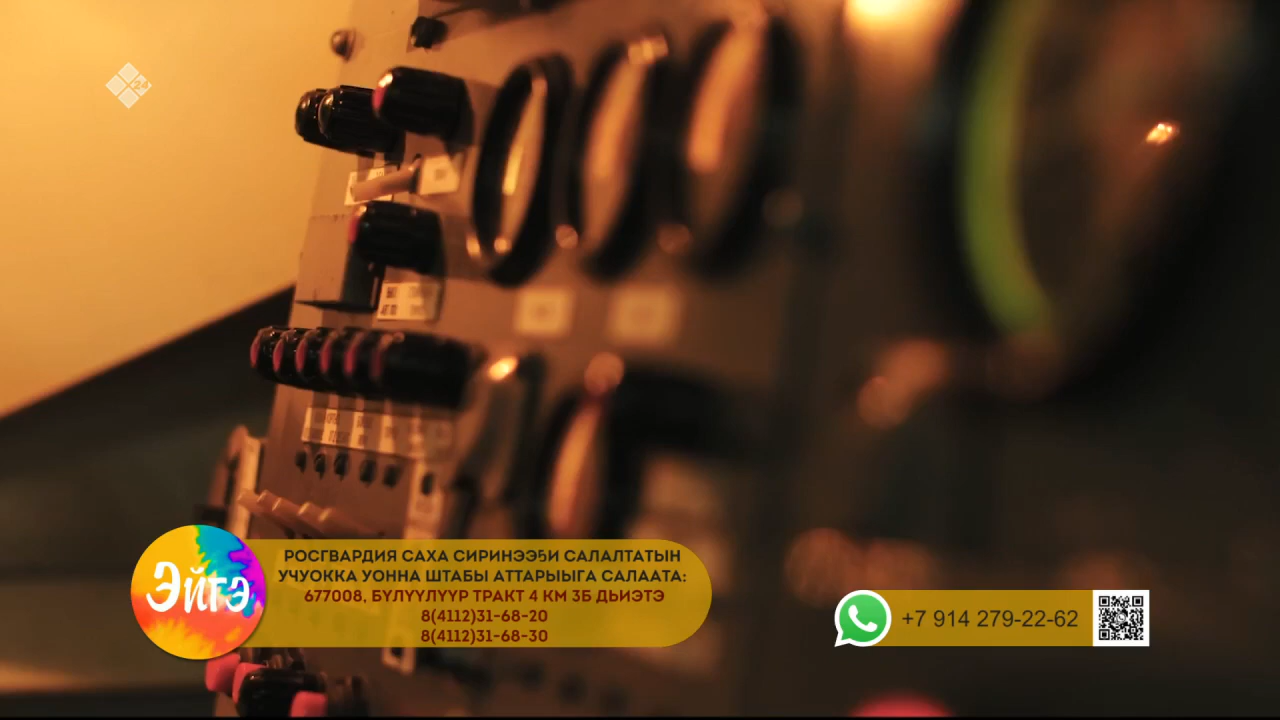 24
Эйгэ
РОСГВАРДИЯ САХА СИРИНЭЭҔИ САЛАЛТАТЫН
УЧУОККА УОННА ШТАБЫ АТТАРЫЫГА САЛААТА:
677008, БҮЛҮҮЛҮҮР ТРАКТ 4 КМ 3Б ДЬИЭТЭ
8(4112)31-68-20
8(4112)31-68-30
+7 914 279-22-62